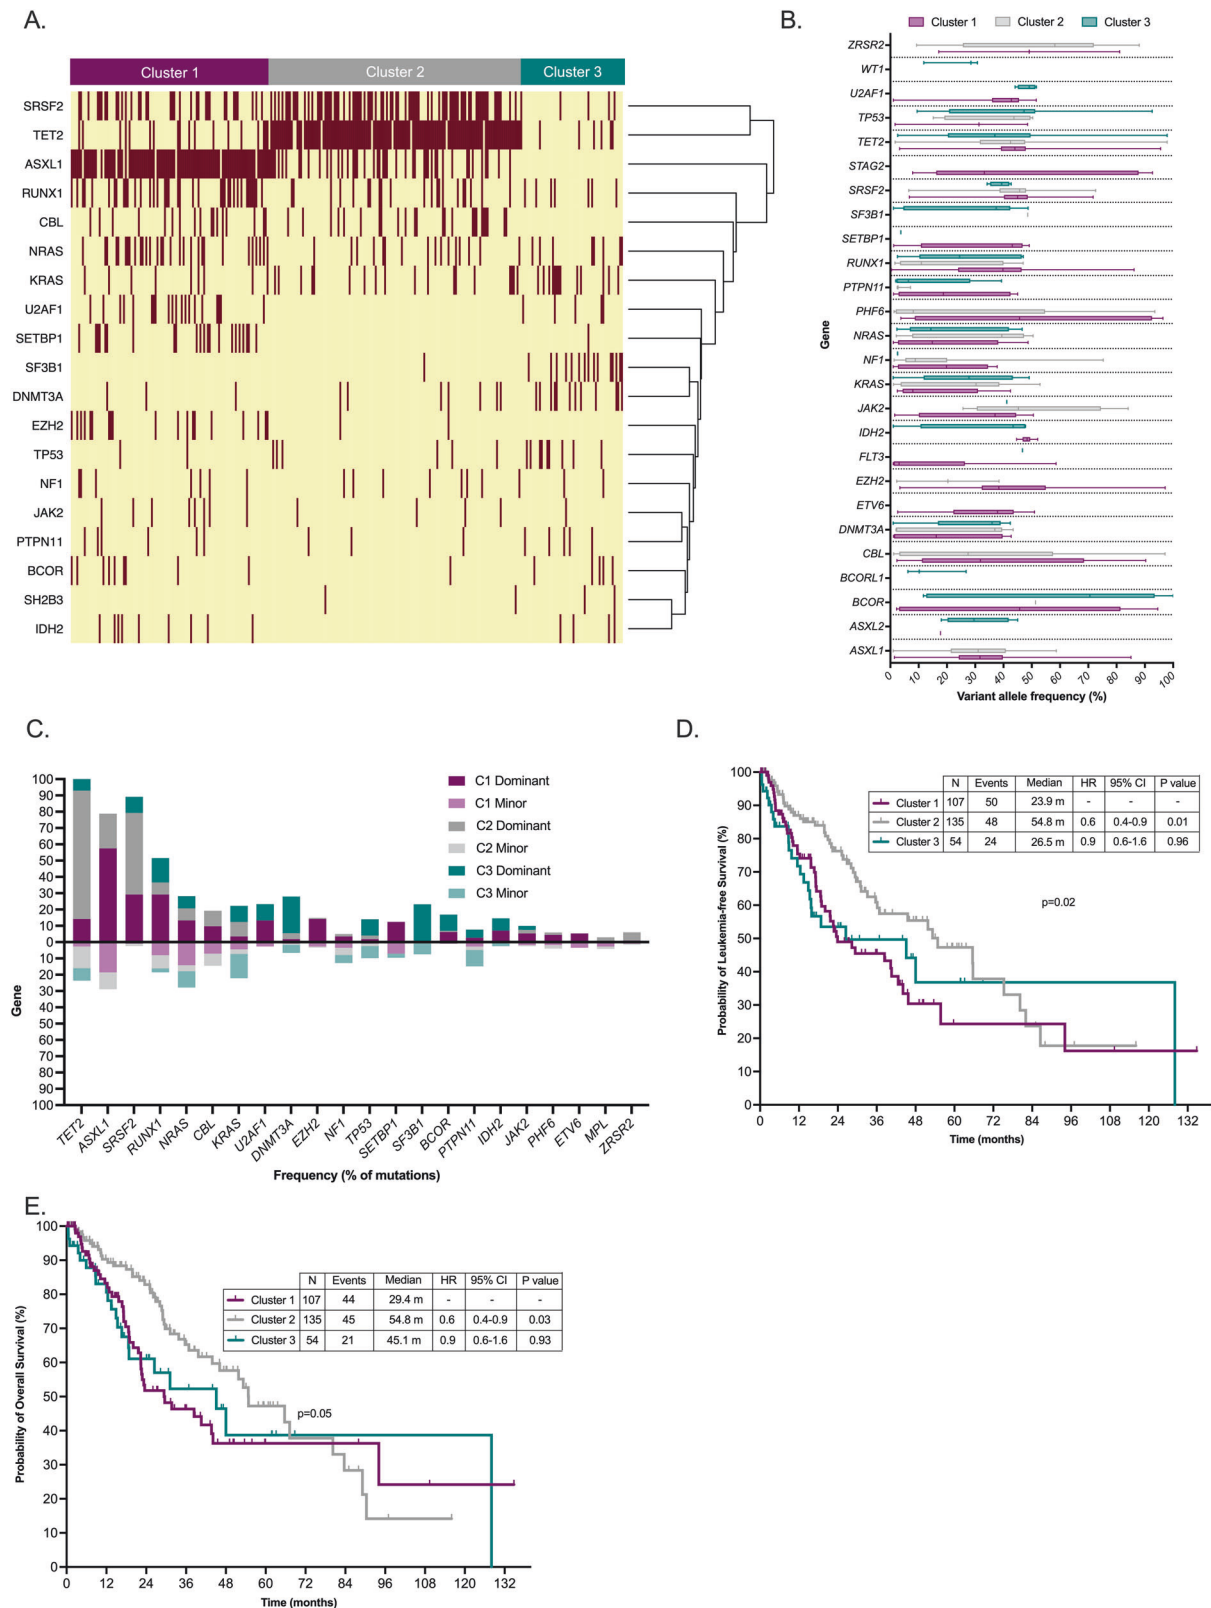 A.
Cluster 1 Cluster 2 Cluster 3
SRSF2
TET2
ASXL1
RUNX1
CBL
NRAS
KRAS
U2AF1
SETBP1
SF3B1
DNMT3A
EZH2
TP53
NF1
JAK2
PTPN11
BCOR
SH2B3
IDH2
B.
Cluster 1 Cluster 2 Cluster 3
ZRSR2
WT1
U2AF1
TP53
TET2
STAG2
SRSF2
SF3B1
SETBP1
RUNX1
PTPN11
PHF6
NRAS
NF1
KRAS
JAK2
IDH2
FLT3
EZH2
ETV6
DNMT3A
CBL
BCORL1
BCOR
ASXL2
ASXL1
Gene
0 10 20 30 40 50 60 70 80 90 100
Variant allele frequency (%)
C.
C1 Dominant
C1 Minor
C2 Dominant
C2 Minor
C3 Dominant
C3 Minor
100
90
80
70
60
50
40
30
20
10
0
10
20
30
40
50
60
70
80
90
100
Gene
TET2 ASXL1 SRSF2 RUNX1 NRAS CBL KRAS U2AF1 DNMT3A EZH2 NF1 TP53 SETBP1 SF3B1 BCOR PTPN11 IDH2 JAK2 PHF6 ETV6 MPL ZRSR2
Frequency (% of mutations)
D.
N Events Median HR 95% CI P value
Cluster 1 107 50 23.9 m - - -
Cluster 2 135 48 54.8 m 0.6 0.4-0.9 0.01
Cluster 3 54 24 26.5 m 0.9 0.6-1.6 0.96
p=0.02
100
90
80
70
60
50
40
30
20
10
0
Probability of Leukemia-free Survival (%)
0 12 24 36 48 60 72 84 96 108 120 132
Time (months)
E.
N Events Median HR 95% CI P value
Cluster 1 107 44 29.4 m - - -
Cluster 2 135 45 54.8 m 0.6 0.4-0.9 0.03
Cluster 3 54 21 45.1 m 0.9 0.6-1.6 0.93
p=0.05
100
90
80
70
60
50
40
30
20
10
0
Probability of Overall Survival (%)
0 12 24 36 48 60 72 84 96 108 120 132
Time (months)